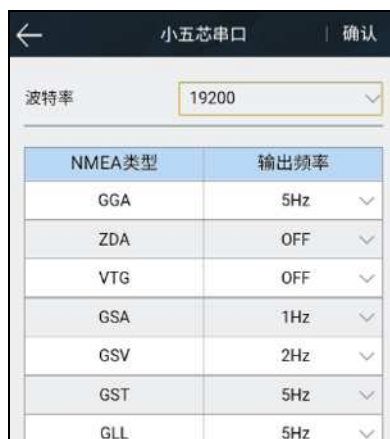 小五芯串口 确认
波特率 19200
NMEA类型 输出频率
GGA 5Hz
ZDA OFF
VTG OFF
GSA 1Hz
GSV 2Hz
GST 5Hz
GLL 5Hz